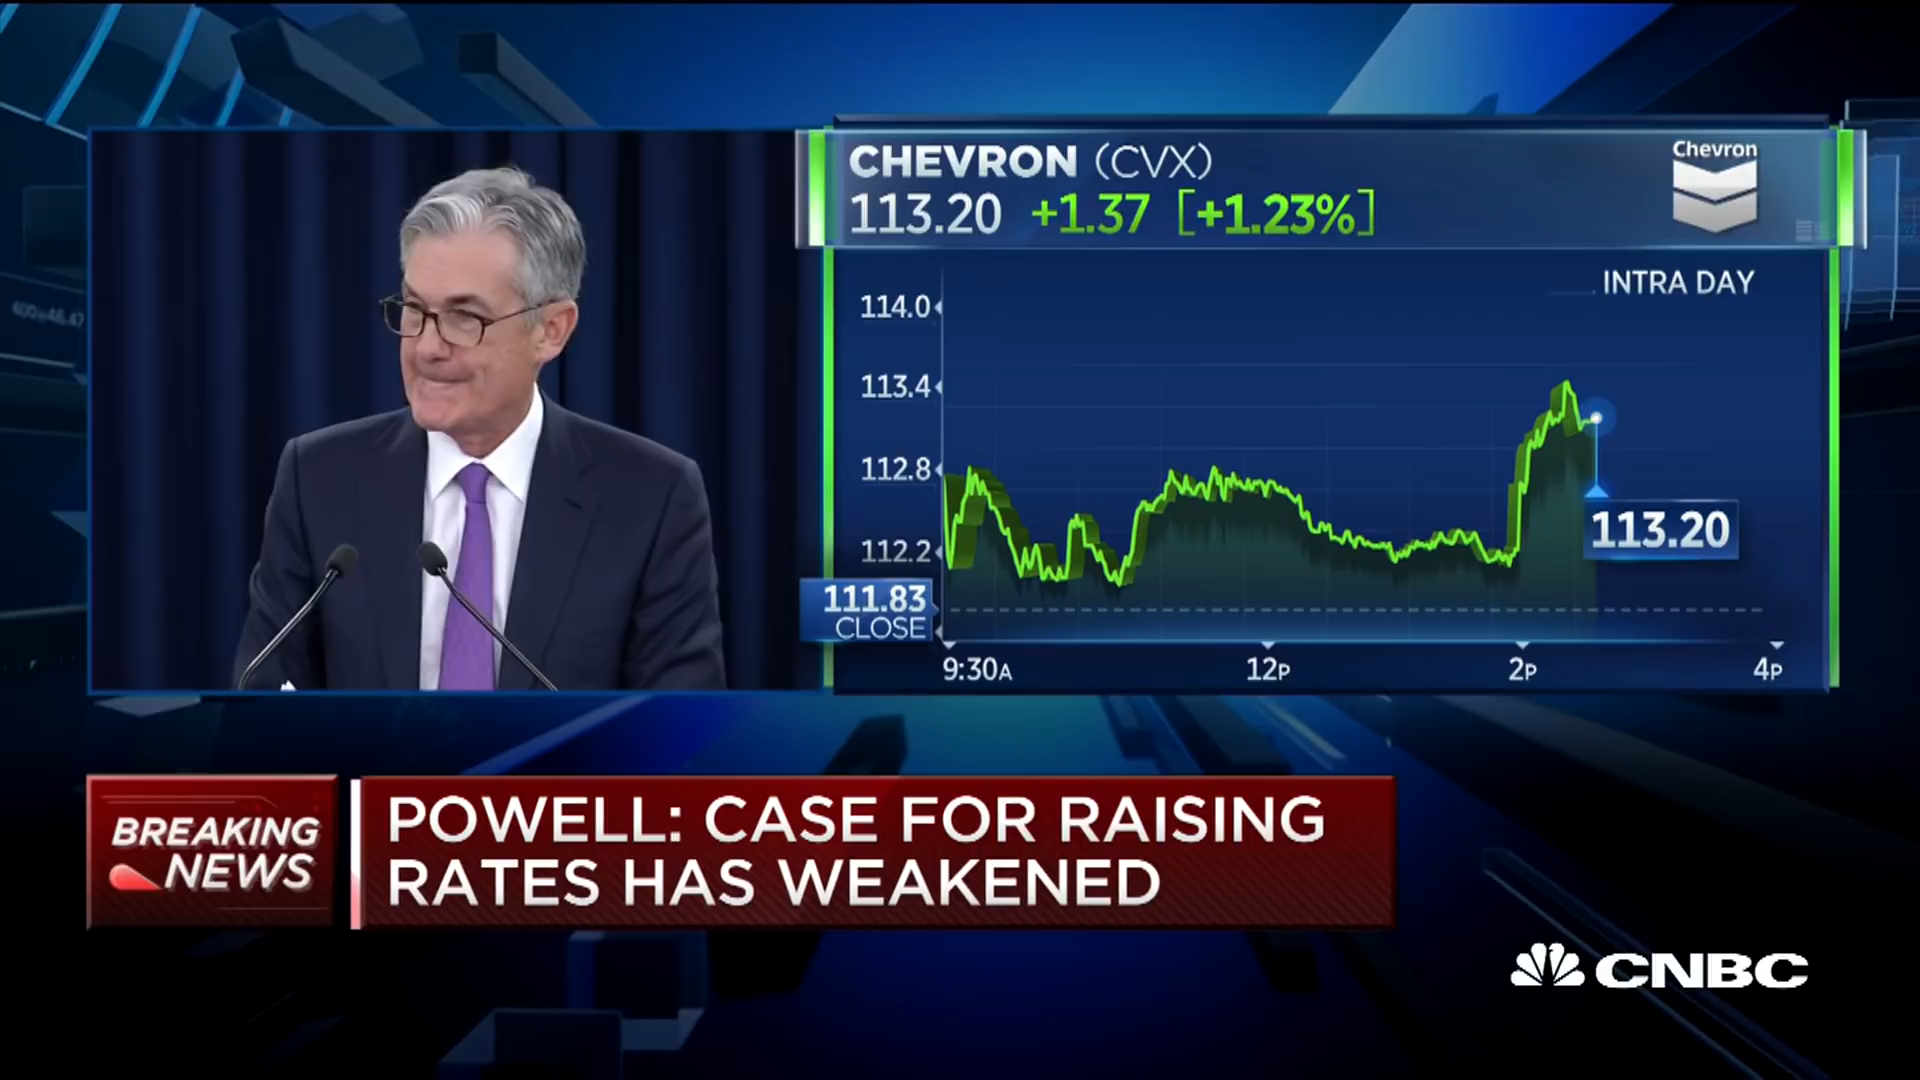 CHEVRON (CVX)
113.20 +1.37 [+1.23%]
Chevron
INTRA DAY
114.0
113.4
112.8
112.2
111.83
CLOSE
113.20
9:30A 12P 2P 4P
BREAKING
NEWS
POWELL: CASE FOR RAISING
RATES HAS WEAKENED
CNBC